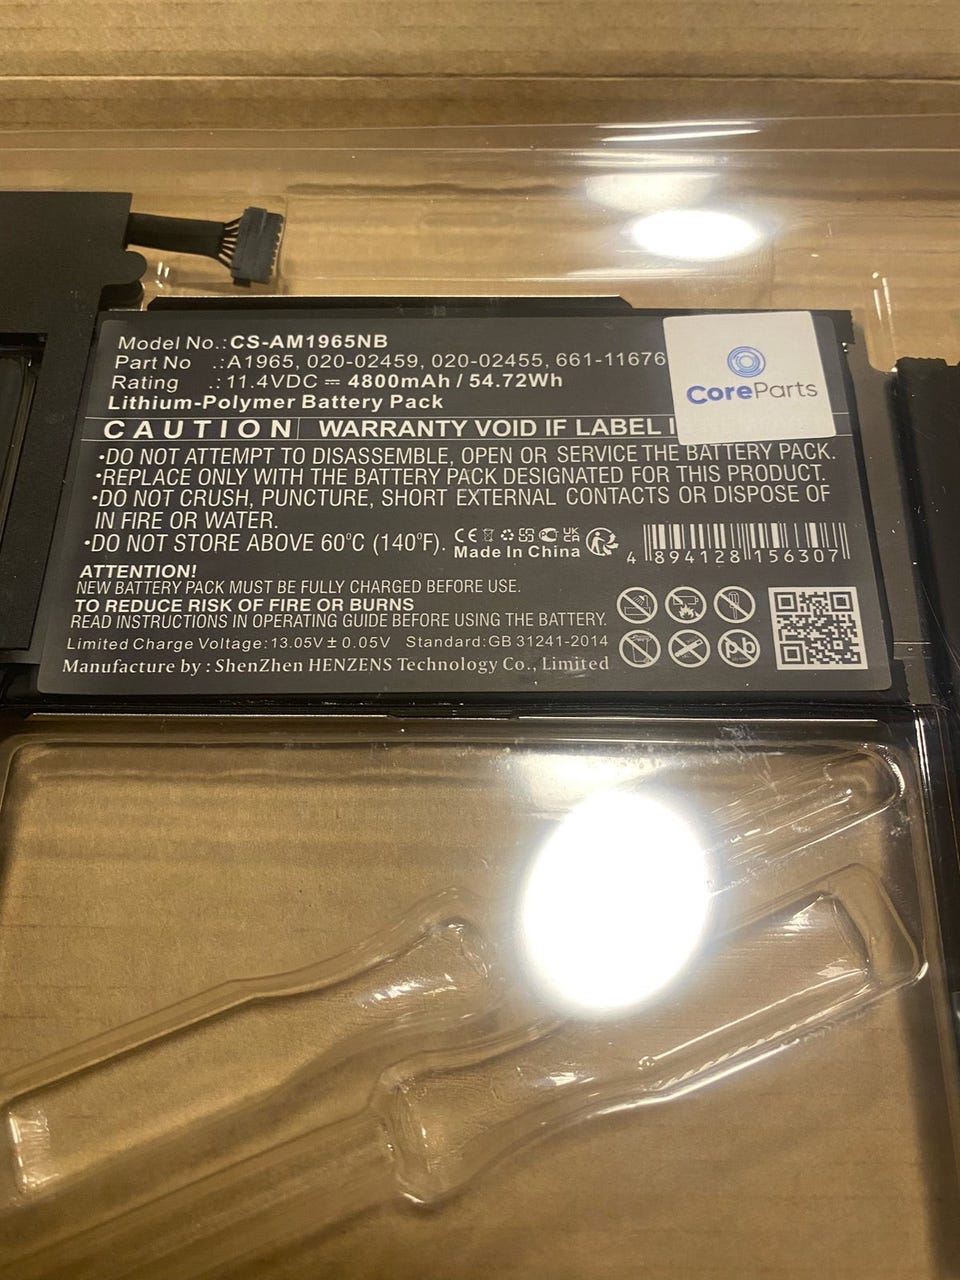 Model No.:CS-AM1965NB
Part No .:A1965, 020-02459, 020-02455, 661-11676
Rating .:11.4VDC ⎓ 4800mAh / 54.72Wh
Lithium-Polymer Battery Pack
CoreParts
CAUTION WARRANTY VOID IF LABEL
•DO NOT ATTEMPT TO DISASSEMBLE, OPEN OR SERVICE THE BATTERY PACK.
•REPLACE ONLY WITH THE BATTERY PACK DESIGNATED FOR THIS PRODUCT.
•DO NOT CRUSH, PUNCTURE, SHORT EXTERNAL CONTACTS OR DISPOSE OF
IN FIRE OR WATER.
•DO NOT STORE ABOVE 60°C (140°F).
CE UKCA
Made In China
4 894128 156307
ATTENTION!
NEW BATTERY PACK MUST BE FULLY CHARGED BEFORE USE.
TO REDUCE RISK OF FIRE OR BURNS
READ INSTRUCTIONS IN OPERATING GUIDE BEFORE USING THE BATTERY.
Limited Charge Voltage:13.05V ± 0.05V Standard:GB 31241-2014
Manufacture by : ShenZhen HENZENS Technology Co., Limited
Pb